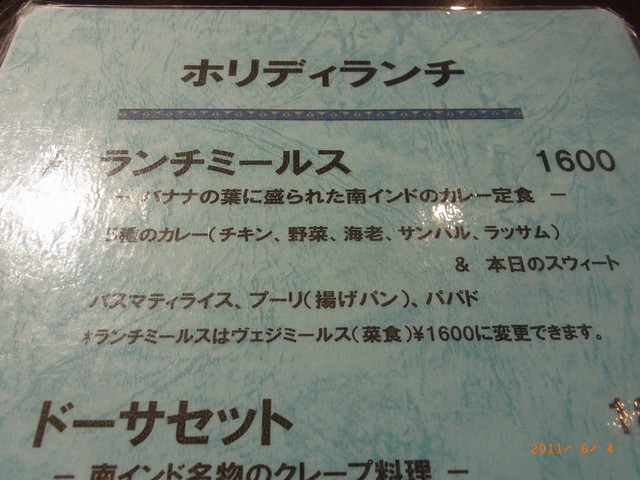 ホリディランチ
ランチミールス 1600
－ バナナの葉に盛られた南インドのカレー定食 －
5種のカレー(チキン、野菜、海老、サンバル、ラッサム)
& 本日のスウィート
バスマティライス、プーリ(揚げパン)、パパド
*ランチミールスはヴェジミールス(菜食)¥1600に変更できます。
ドーサセット
－ 南インド名物のクレープ料理 －
2011/ 6/ 4